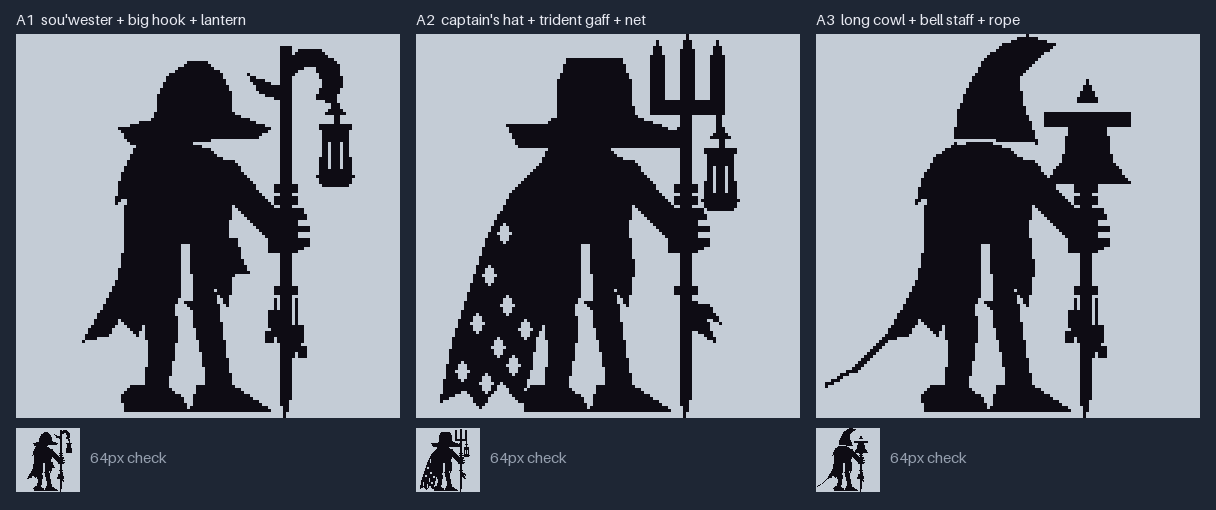 A1 sou'wester + big hook + lantern
A2 captain's hat + trident gaff + net
A3 long cowl + bell staff + rope
64px check
64px check
64px check